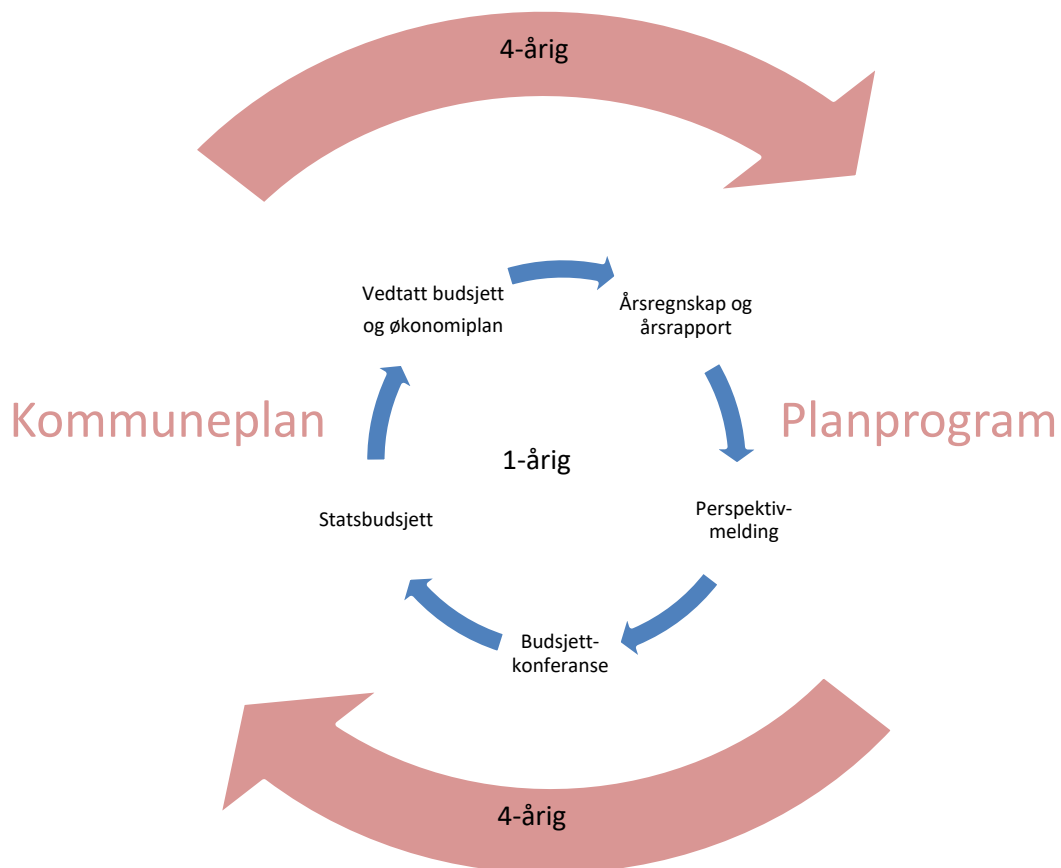 4-årig
Vedtatt budsjett
og økonomiplan
Årsregnskap og
årsrapport
Kommuneplan
Planprogram
1-årig
Statsbudsjett
Perspektiv-
melding
Budsjett-
konferanse
4-årig